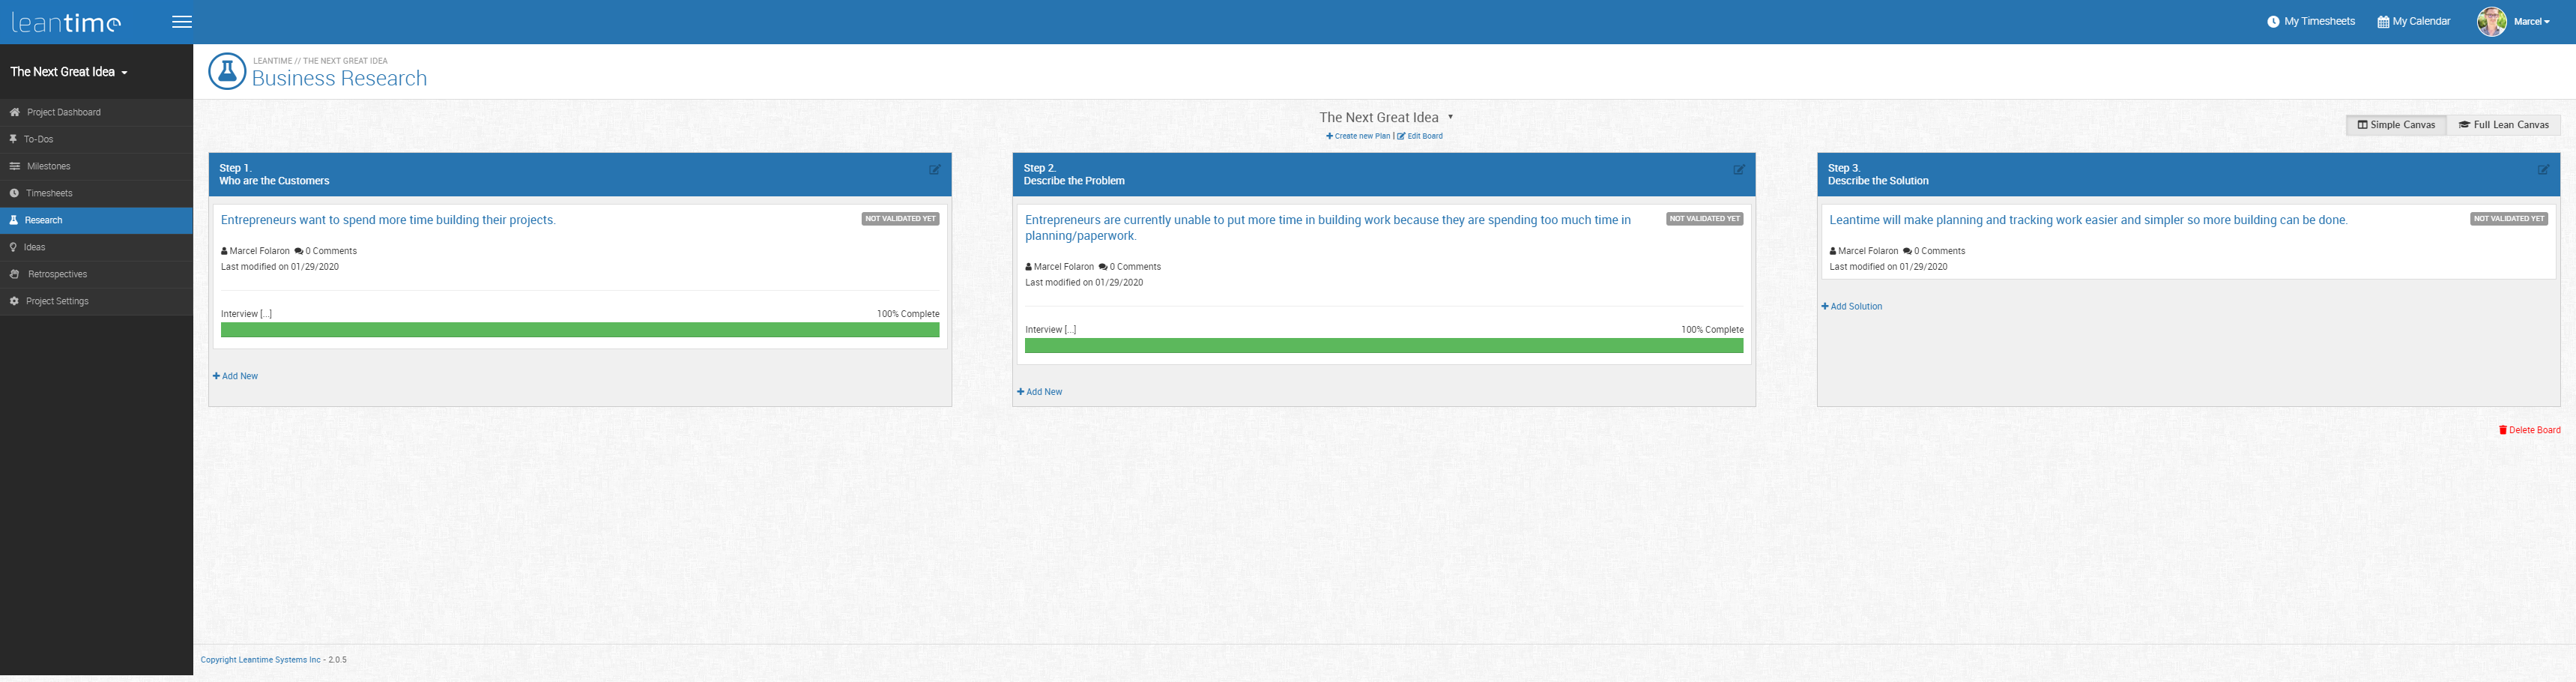 leantime
My Timesheets
My Calendar
Marcel
The Next Great Idea
Project Dashboard
To-Dos
Milestones
Timesheets
Research
Ideas
Retrospectives
Project Settings
LEANTIME // THE NEXT GREAT IDEA
Business Research
The Next Great Idea
Create new Plan | Edit Board
Simple Canvas
Full Lean Canvas
Step 1.
Who are the Customers
Entrepreneurs want to spend more time building their projects.
NOT VALIDATED YET
Marcel Folaron 0 Comments
Last modified on 01/29/2020
Interview [...]
100% Complete
Add New
Step 2.
Describe the Problem
Entrepreneurs are currently unable to put more time in building work because they are spending too much time in
planning/paperwork.
NOT VALIDATED YET
Marcel Folaron 0 Comments
Last modified on 01/29/2020
Interview [...]
100% Complete
Add New
Step 3.
Describe the Solution
Leantime will make planning and tracking work easier and simpler so more building can be done.
NOT VALIDATED YET
Marcel Folaron 0 Comments
Last modified on 01/29/2020
Add Solution
Delete Board
Copyright Leantime Systems Inc - 2.0.5